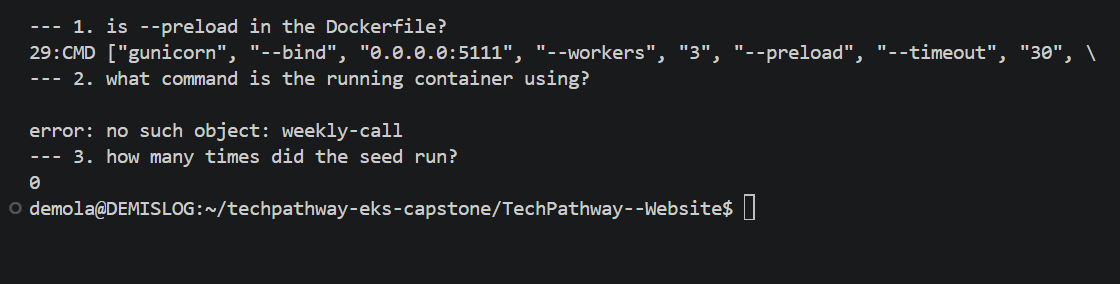 --- 1. is --preload in the Dockerfile?
29:CMD ["gunicorn", "--bind", "0.0.0.0:5111", "--workers", "3", "--preload", "--timeout", "30", \
--- 2. what command is the running container using?
error: no such object: weekly-call
--- 3. how many times did the seed run?
0
demola@DEMISLOG:~/techpathway-eks-capstone/TechPathway--Website$